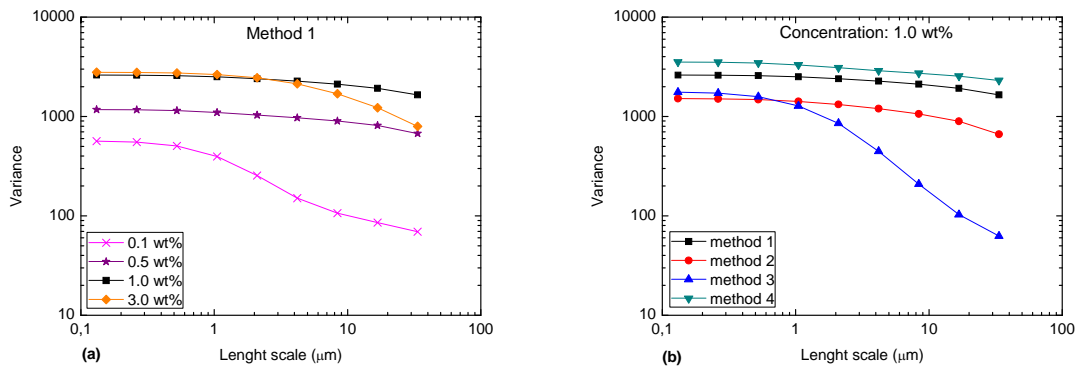 Method 1
10000
1000
100
10
Variance
0.1 wt%
0.5 wt%
1.0 wt%
3.0 wt%
0,1
1
10
100
(a)
Lenght scale (μm)
Concentration: 1.0 wt%
10000
1000
100
10
Variance
method 1
method 2
method 3
method 4
0,1
1
10
100
(b)
Lenght scale (μm)